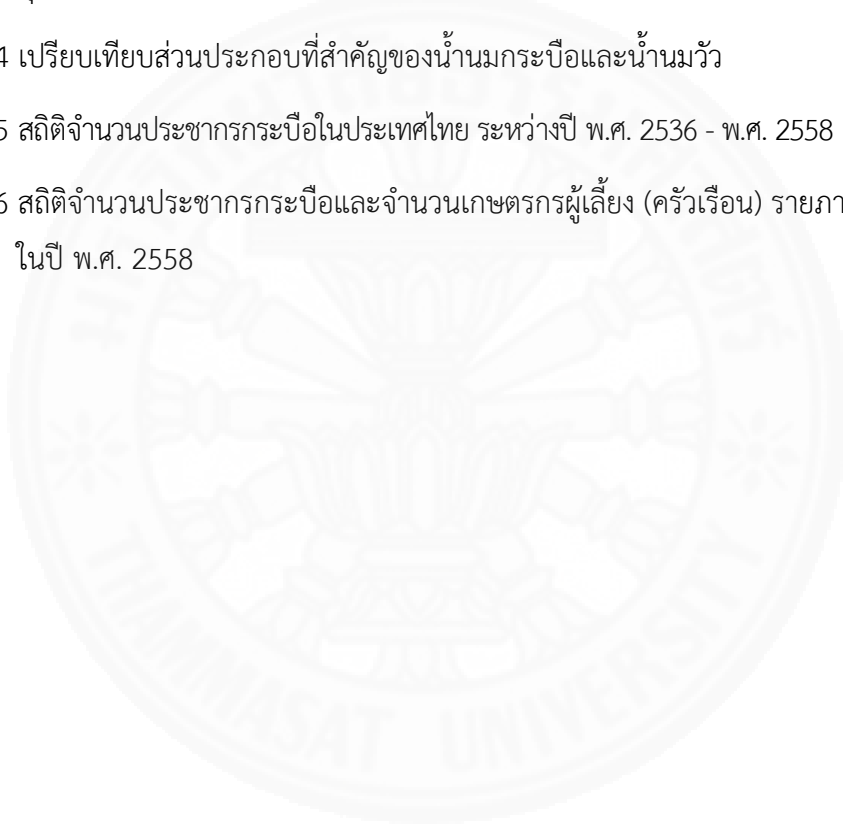 4 เปรียบเทียบส่วนประกอบที่สำคัญของน้ำนมกระบือและน้ำนมวัว
5 สถิติจำนวนประชากรกระบือในประเทศไทย ระหว่างปี พ.ศ. 2536 - พ.ศ. 2558
6 สถิติจำนวนประชากรกระบือและจำนวนเกษตรกรผู้เลี้ยง (ครัวเรือน) รายภา
ในปี พ.ศ. 2558
THAMMASAT UNIVERSITY